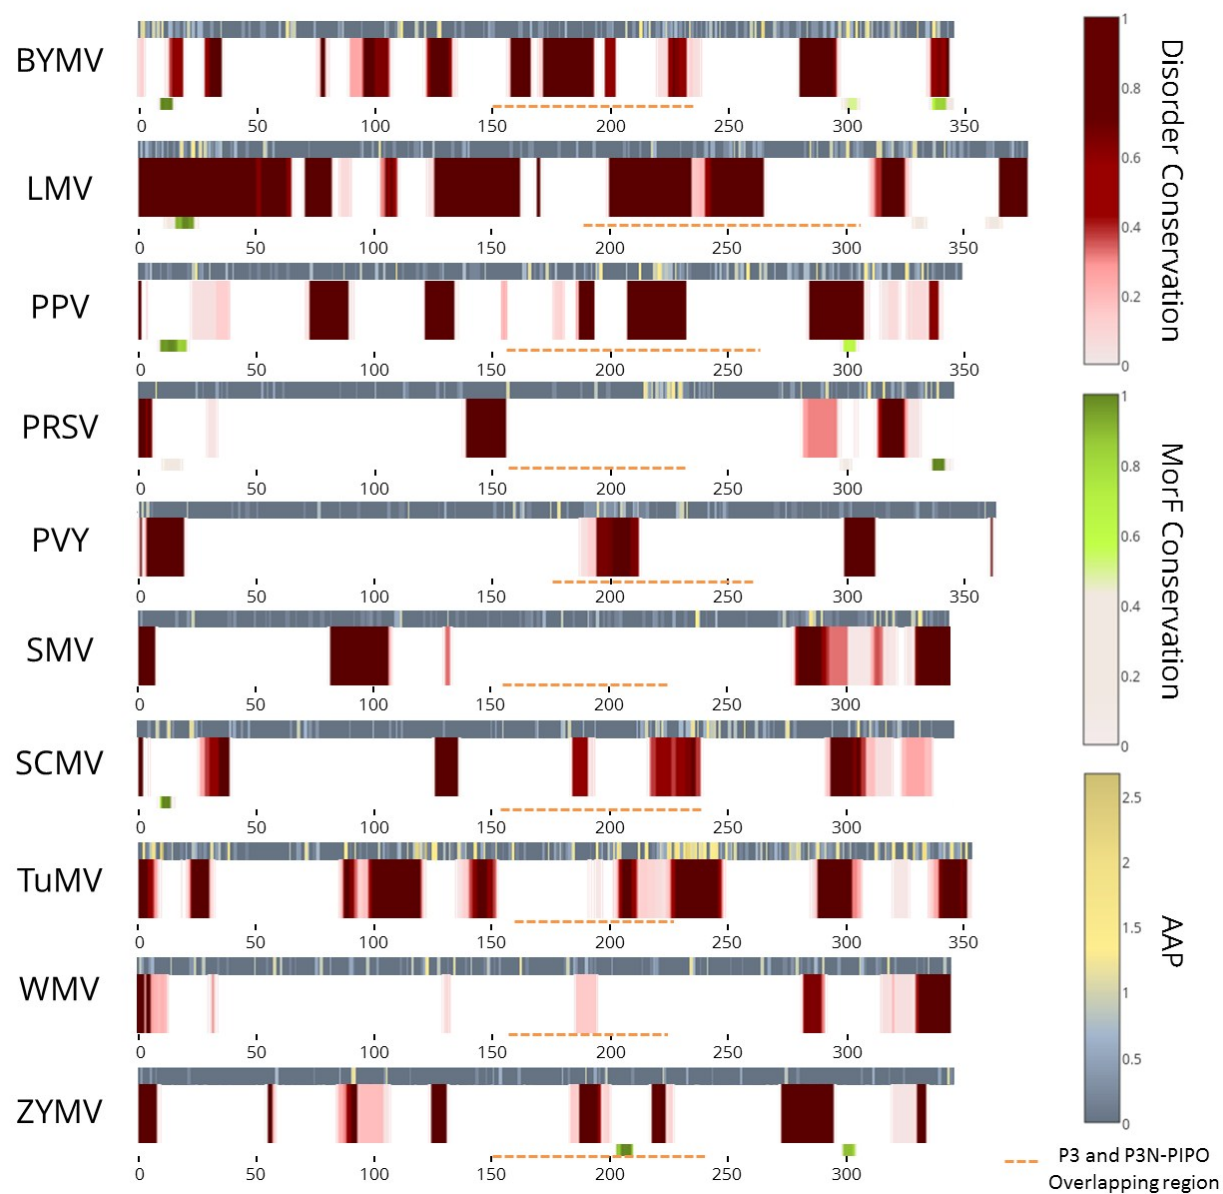 BYMV
0 50 100 150 200 250 300 350
LMV
0 50 100 150 200 250 300 350
PPV
0 50 100 150 200 250 300 350
PRSV
0 50 100 150 200 250 300
PVY
0 50 100 150 200 250 300 350
SMV
0 50 100 150 200 250 300
SCMV
0 50 100 150 200 250 300
TuMV
0 50 100 150 200 250 300 350
WMV
0 50 100 150 200 250 300
ZYMV
0 50 100 150 200 250 300
1
0.8
0.6
0.4
0.2
0
Disorder Conservation
1
0.8
0.6
0.4
0.2
0
MorF Conservation
2.5
2
1.5
1
0.5
0
AAP
P3 and P3N-PIPO
Overlapping region